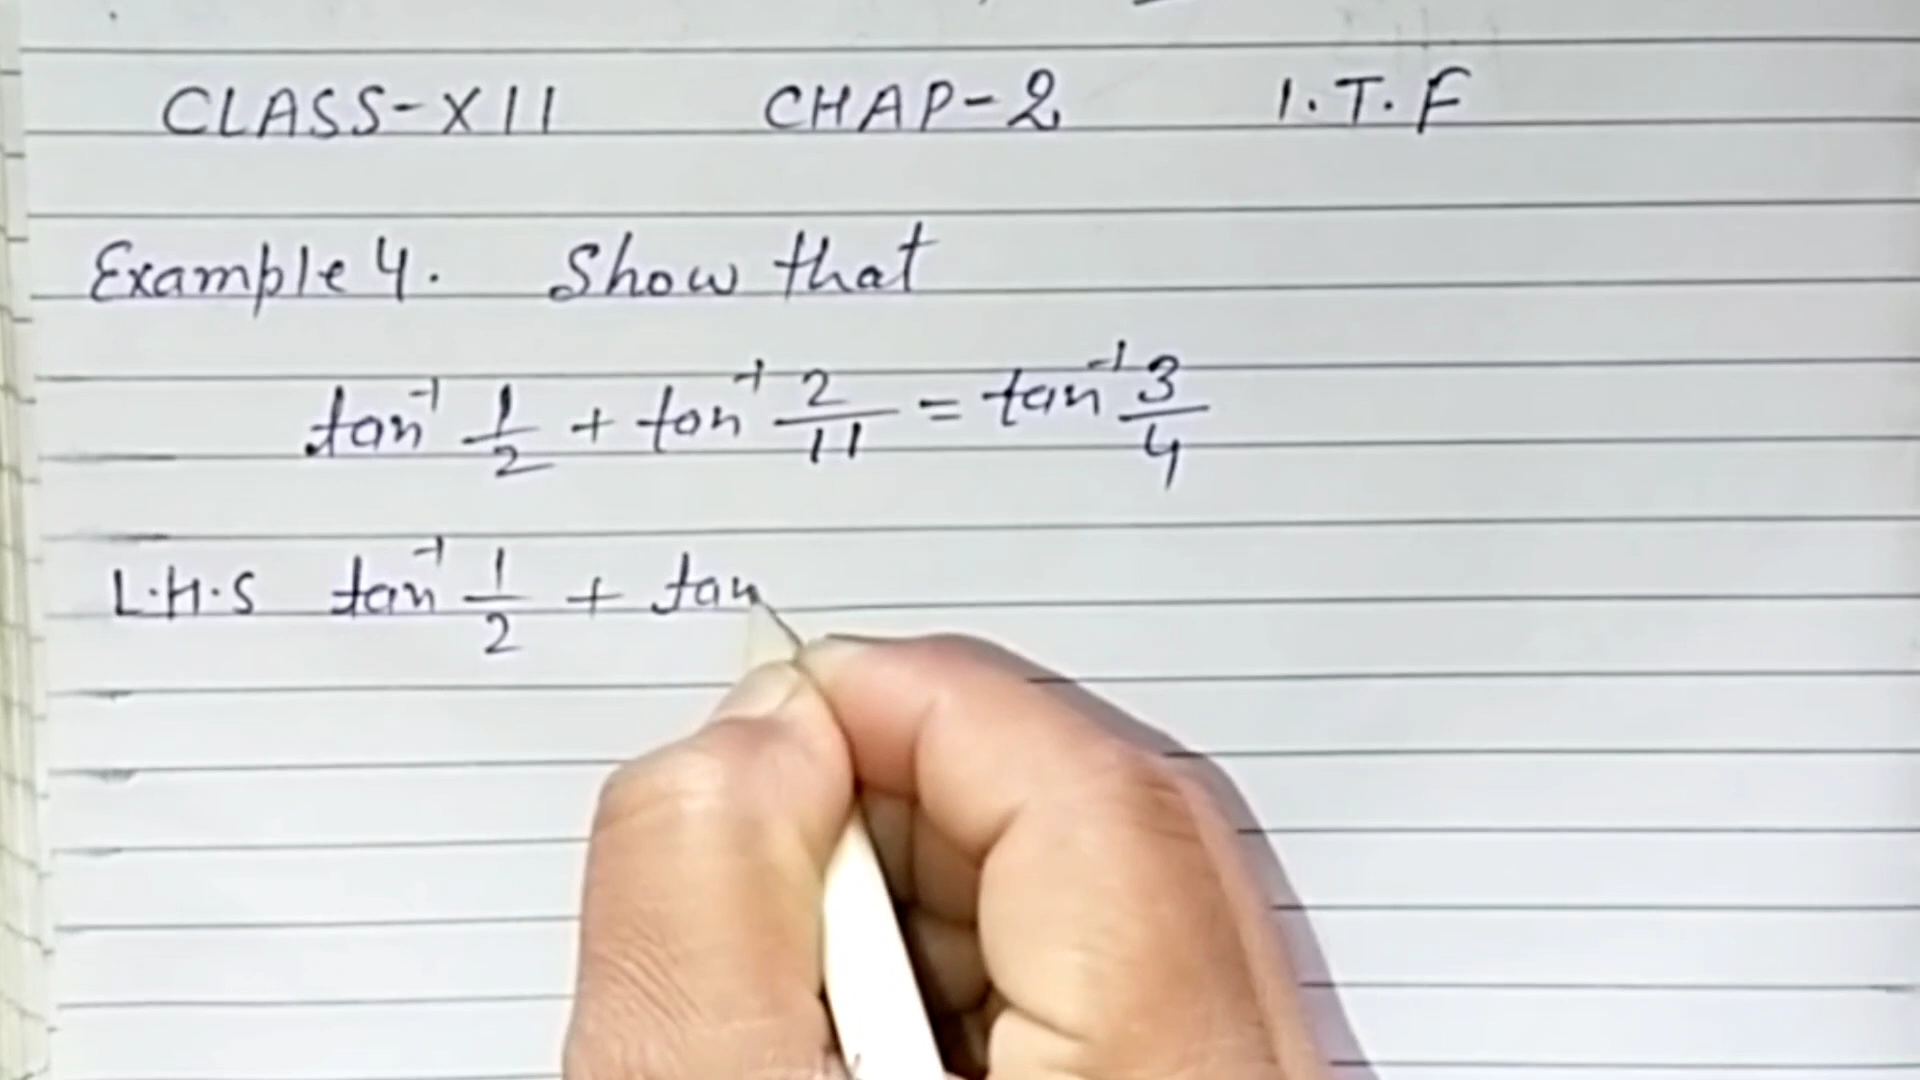 CLASS-XII CHAP-2 I.T.F
Example 4. Show that
tan⁻¹ 1/2 + tan⁻¹ 2/11 = tan⁻¹ 3/4
L.H.S tan⁻¹ 1/2 + tan